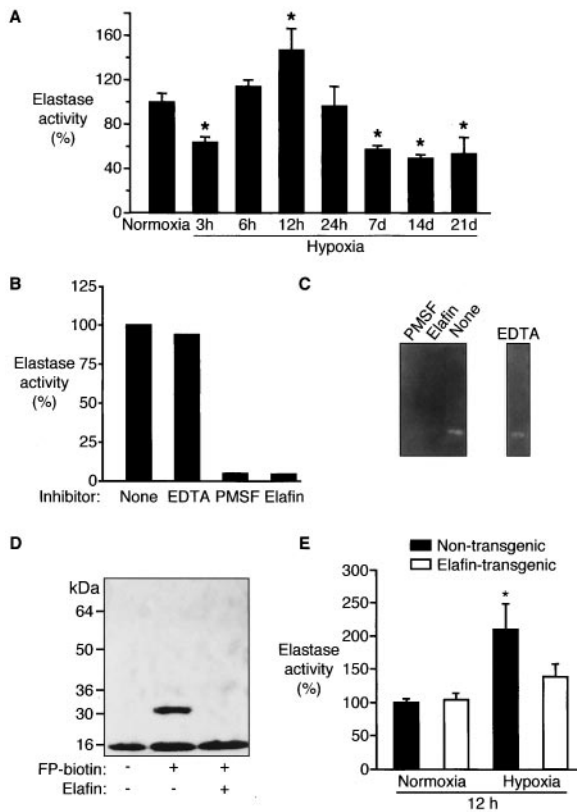 A
160
120
Elastase
activity
(%)
80
40
0
* * * * *
Normoxia 3h 6h 12h 24h 7d 14d 21d
Hypoxia
B
125
100
75
50
25
0
Elastase
activity
(%)
Inhibitor: None EDTA PMSF Elafin
C
PMSF Elafin None EDTA
D
kDa
64
50
36
30
16
FP-biotin: - + +
Elafin: - - +
E
Non-transgenic
Elafin-transgenic
300
250
200
150
100
50
0
Elastase
activity
(%)
*
Normoxia Hypoxia
12 h